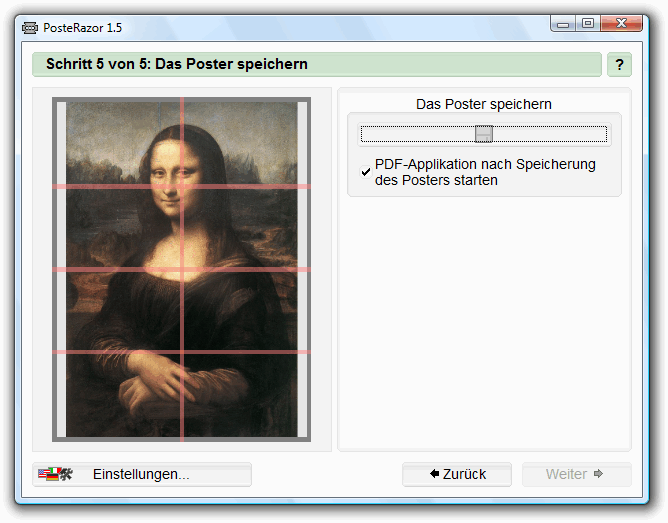 PosteRazor 1.5
Schritt 5 von 5: Das Poster speichern
?
Das Poster speichern
PDF-Applikation nach Speicherung
des Posters starten
Einstellungen...
Zurück
Weiter